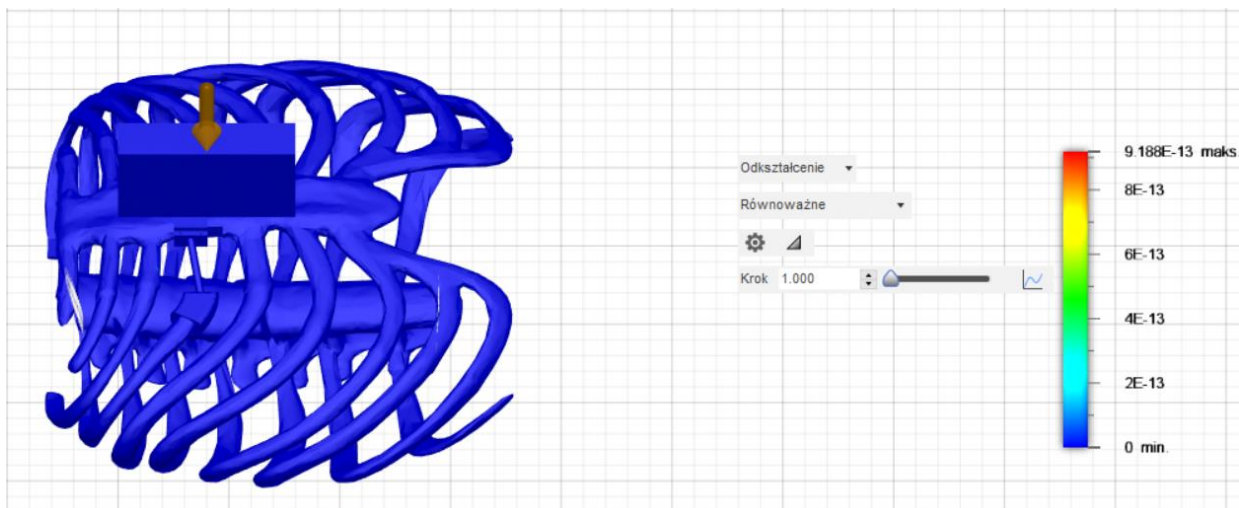 Odkształcenie
Równoważne
Krok 1.000
9.188E-13 maks.
8E-13
6E-13
4E-13
2E-13
0 min.